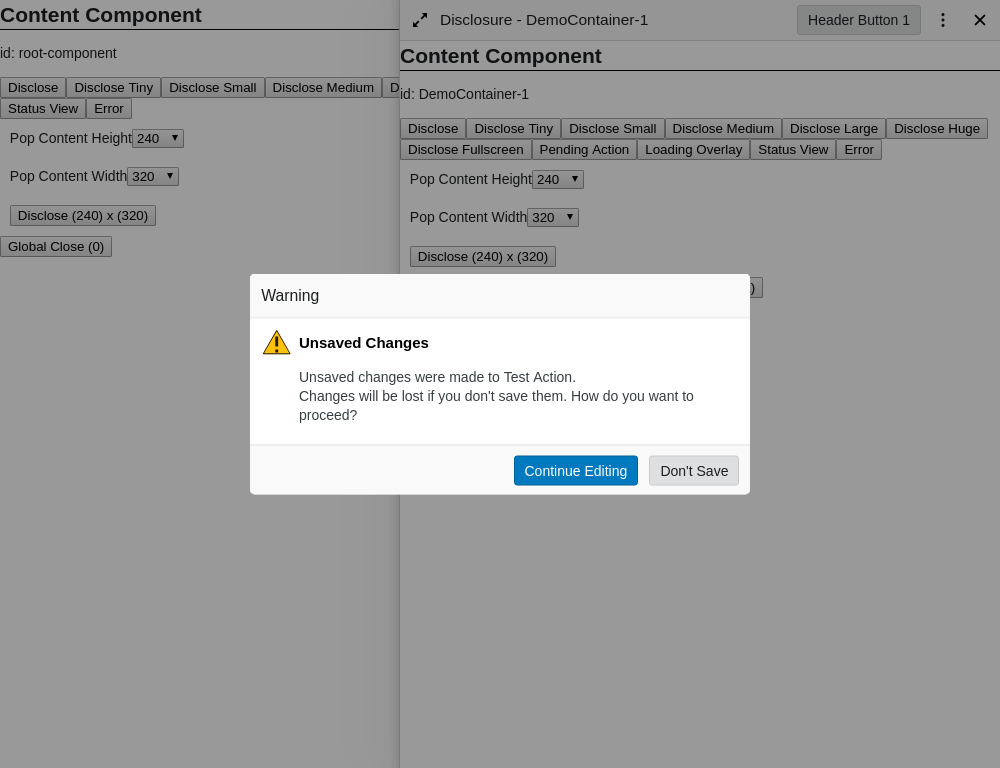 Content Component
id: root-component
Disclose Disclose Tiny Disclose Small Disclose Medium D
Status View Error
Pop Content Height 240
Pop Content Width 320
Disclose (240) x (320)
Global Close (0)
Disclosure - DemoContainer-1
Header Button 1
Content Component
id: DemoContainer-1
Disclose Disclose Tiny Disclose Small Disclose Medium Disclose Large Disclose Huge
Disclose Fullscreen Pending Action Loading Overlay Status View Error
Pop Content Height 240
Pop Content Width 320
Disclose (240) x (320)
)
Warning
Unsaved Changes
Unsaved changes were made to Test Action.
Changes will be lost if you don't save them. How do you want to
proceed?
Continue Editing Don't Save